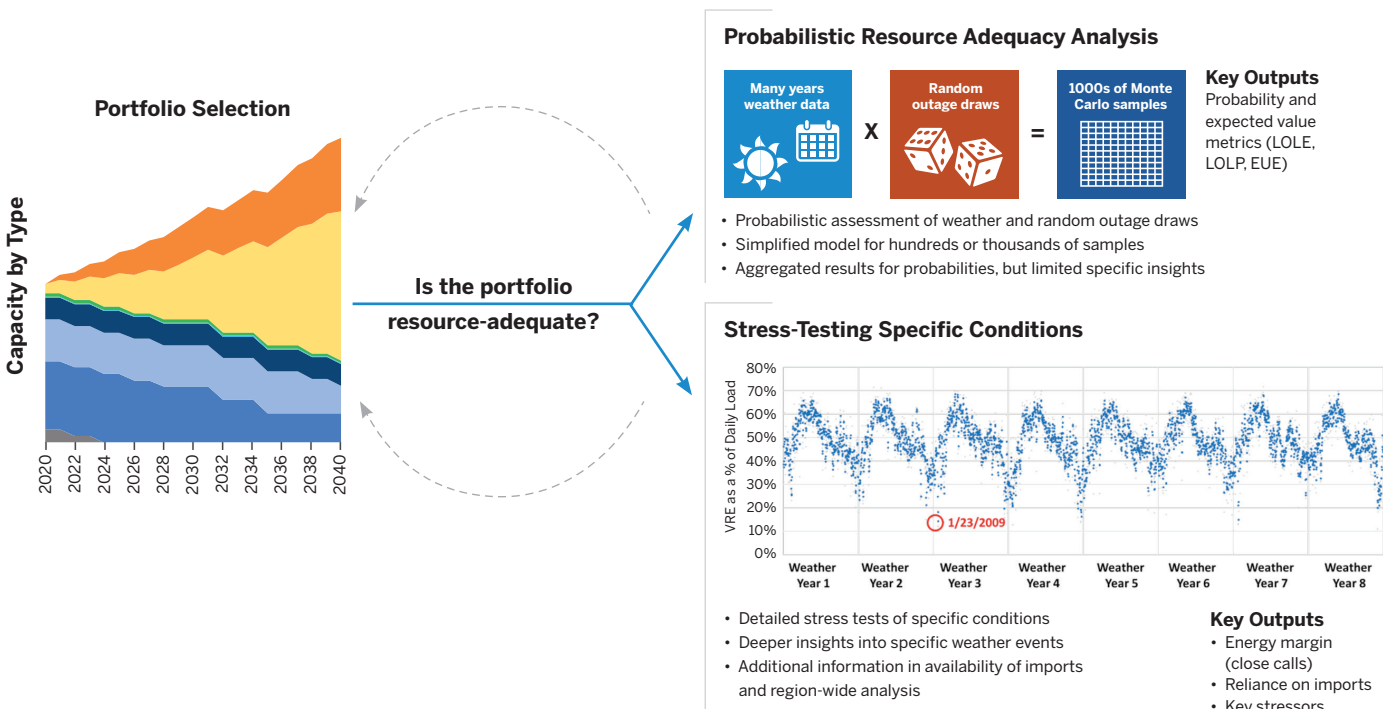 Portfolio Selection
Capacity by Type
2020
2022
2024
2026
2028
2030
2032
2034
2036
2038
2040
Is the portfolio
resource-adequate?
Probabilistic Resource Adequacy Analysis
Many years
weather data
X
Random
outage draws
=
1000s of Monte
Carlo samples
Key Outputs
Probability and
expected value
metrics (LOLE,
LOLP, EUE)
• Probabilistic assessment of weather and random outage draws
• Simplified model for hundreds or thousands of samples
• Aggregated results for probabilities, but limited specific insights
Stress-Testing Specific Conditions
VRE as a % of Daily Load
80%
70%
60%
50%
40%
30%
20%
10%
0%
1/23/2009
Weather
Year 1
Weather
Year 2
Weather
Year 3
Weather
Year 4
Weather
Year 5
Weather
Year 6
Weather
Year 7
Weather
Year 8
• Detailed stress tests of specific conditions
• Deeper insights into specific weather events
• Additional information in availability of imports
and region-wide analysis
Key Outputs
• Energy margin
(close calls)
• Reliance on imports
• Key stressors